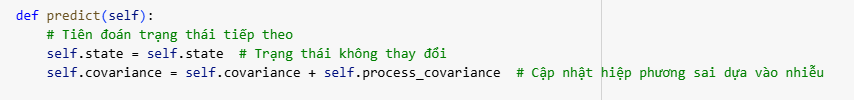 def predict(self):
# Tiên đoán trạng thái tiếp theo
self.state = self.state  # Trạng thái không thay đổi
self.covariance = self.covariance + self.process_covariance  # Cập nhật hiệp phương sai dựa vào nhiễu